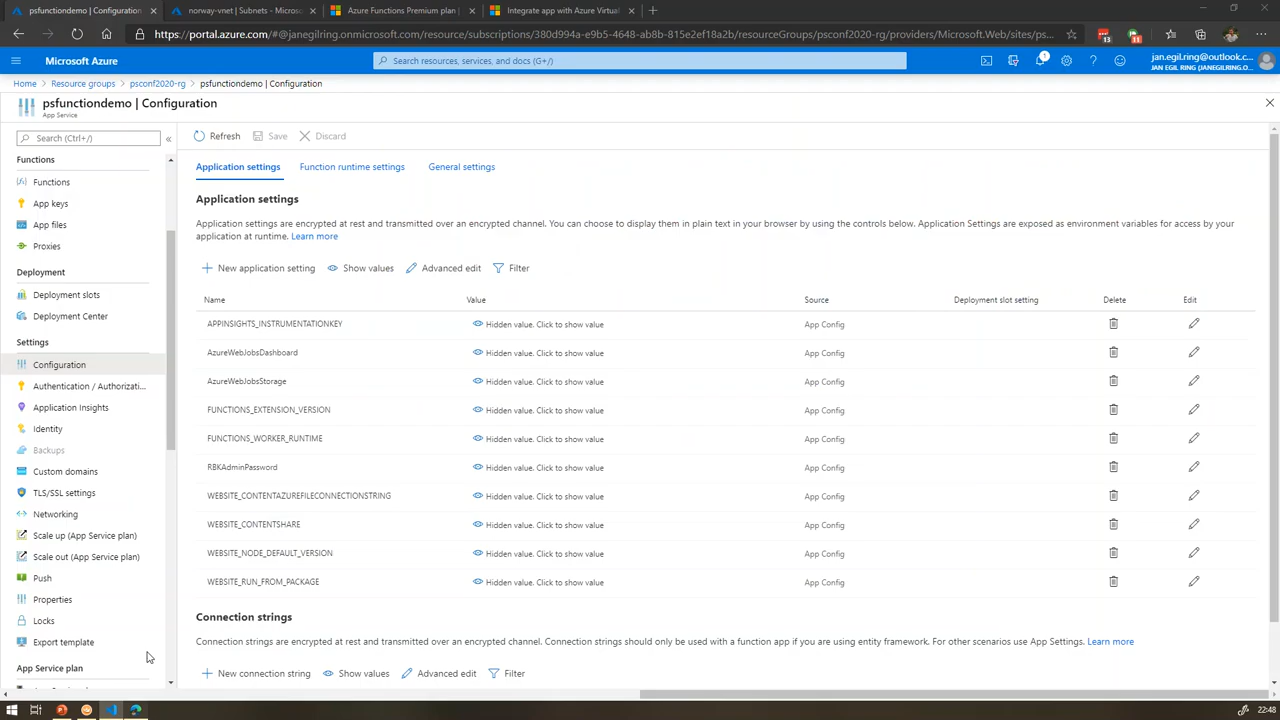 psfunctiondemo | Configuration
norway-vnet | Subnets - Microso
Azure Functions Premium plan |
Integrate app with Azure Virtual
https://portal.azure.com/#@janegilring.onmicrosoft.com/resource/subscriptions/380d994a-e9b5-4648-ab8b-815e2ef18a2b/resourceGroups/psconf2020-rg/providers/Microsoft.Web/sites/ps...
13
11
Microsoft Azure
Search resources, services, and docs (G+/)
1
jan.egil.ring@outlook.c...
JAN EGIL RING (JANEGILRING.O...
Home > Resource groups > psconf2020-rg > psfunctiondemo | Configuration
psfunctiondemo | Configuration
App Service
Search (Ctrl+/)
Functions
Functions
App keys
App files
Proxies
Deployment
Deployment slots
Deployment Center
Settings
Configuration
Authentication / Authorizati...
Application Insights
Identity
Backups
Custom domains
TLS/SSL settings
Networking
Scale up (App Service plan)
Scale out (App Service plan)
Push
Properties
Locks
Export template
App Service plan
Refresh
Save
Discard
Application settings
Function runtime settings
General settings
Application settings
Application settings are encrypted at rest and transmitted over an encrypted channel. You can choose to display them in plain text in your browser by using the controls below. Application Settings are exposed as environment variables for access by your
application at runtime. Learn more
New application setting
Show values
Advanced edit
Filter
Name Value Source Deployment slot setting Delete Edit
APPINSIGHTS_INSTRUMENTATIONKEY Hidden value. Click to show value App Config
AzureWebJobsDashboard Hidden value. Click to show value App Config
AzureWebJobsStorage Hidden value. Click to show value App Config
FUNCTIONS_EXTENSION_VERSION Hidden value. Click to show value App Config
FUNCTIONS_WORKER_RUNTIME Hidden value. Click to show value App Config
RBKAdminPassword Hidden value. Click to show value App Config
WEBSITE_CONTENTAZUREFILECONNECTIONSTRING Hidden value. Click to show value App Config
WEBSITE_CONTENTSHARE Hidden value. Click to show value App Config
WEBSITE_NODE_DEFAULT_VERSION Hidden value. Click to show value App Config
WEBSITE_RUN_FROM_PACKAGE Hidden value. Click to show value App Config
Connection strings
Connection strings are encrypted at rest and transmitted over an encrypted channel. Connection strings should only be used with a function app if you are using entity framework. For other scenarios use App Settings. Learn more
New connection string
Show values
Advanced edit
Filter
22:48